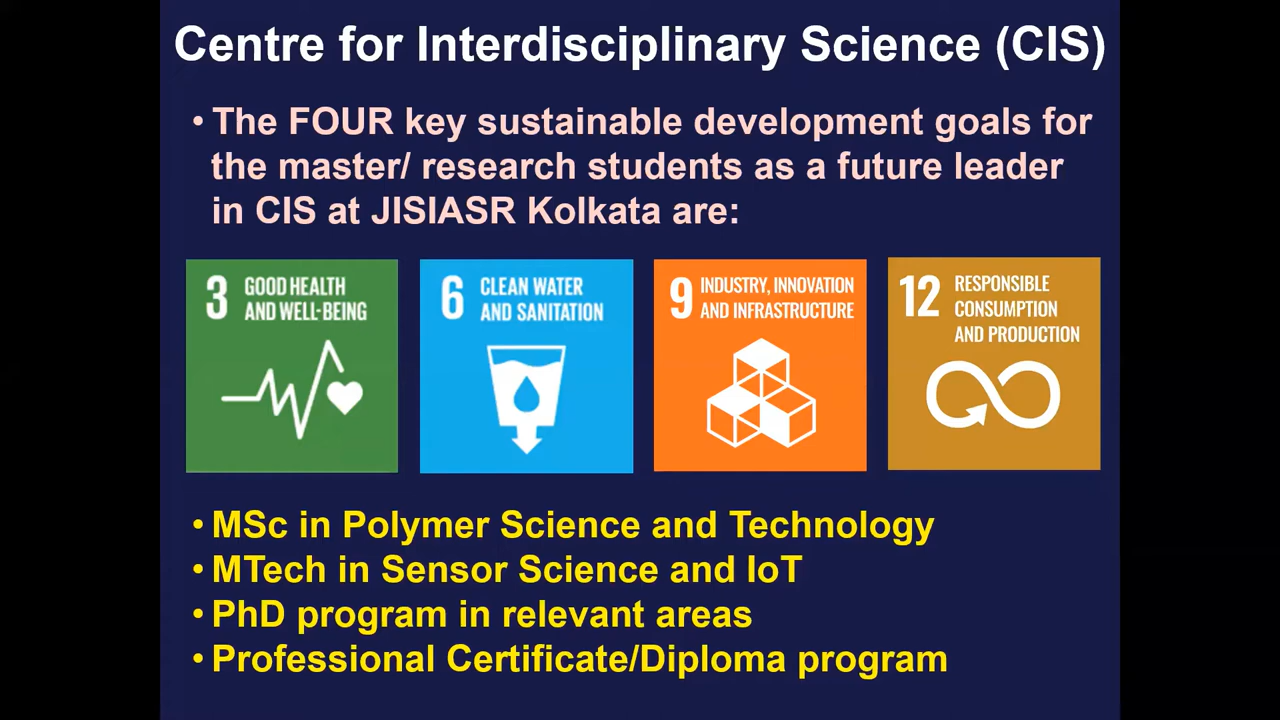 Centre for Interdisciplinary Science (CIS)
• The FOUR key sustainable development goals for
the master/ research students as a future leader
in CIS at JISIASR Kolkata are:
3 GOOD HEALTH
AND WELL-BEING
6 CLEAN WATER
AND SANITATION
9 INDUSTRY, INNOVATION
AND INFRASTRUCTURE
12 RESPONSIBLE
CONSUMPTION
AND PRODUCTION
• MSc in Polymer Science and Technology
• MTech in Sensor Science and IoT
• PhD program in relevant areas
• Professional Certificate/Diploma program